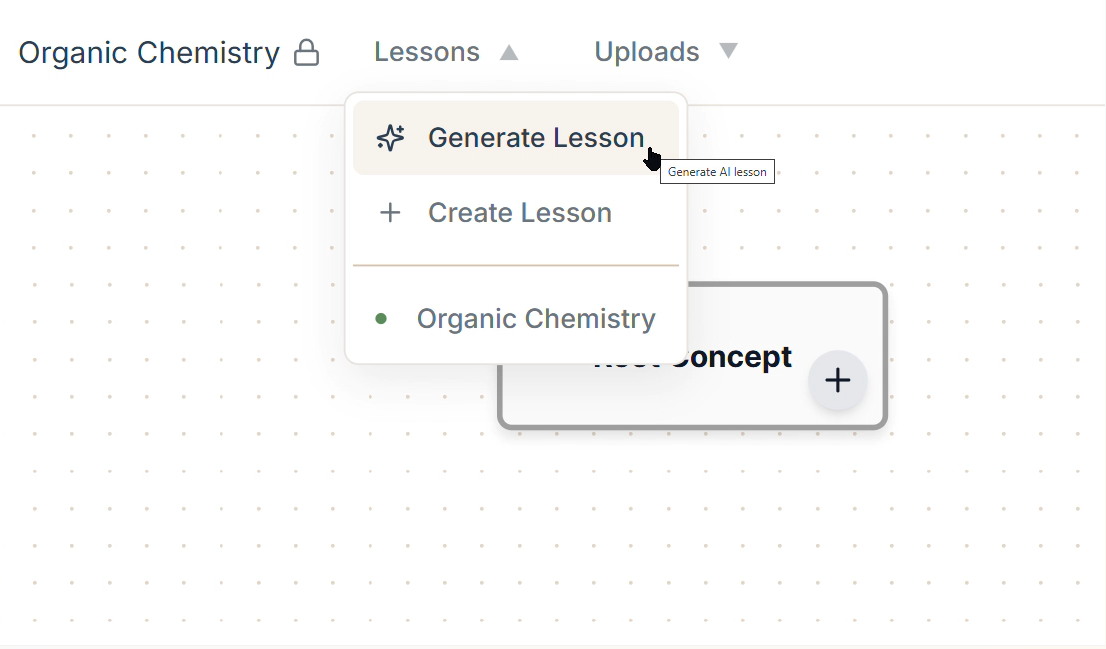 Organic Chemistry Lessons Uploads
Generate Lesson
Generate AI lesson
Create Lesson
Organic Chemistry
Concept